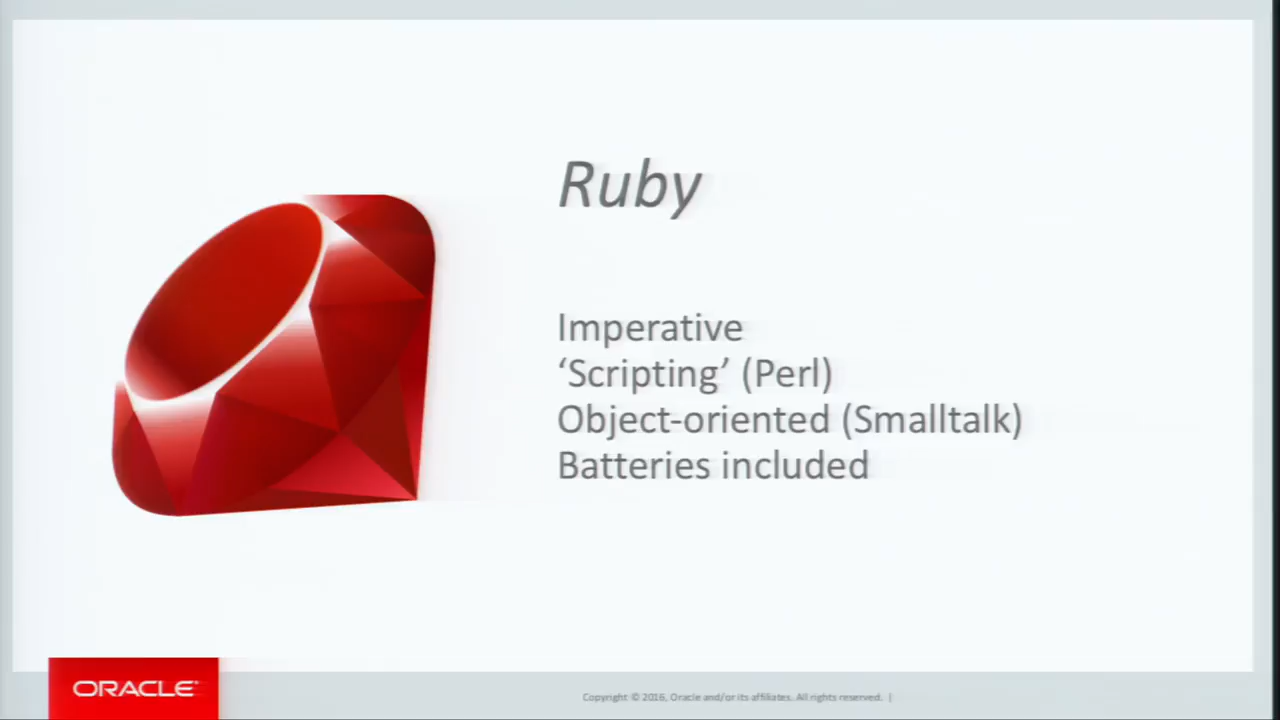 Ruby
Imperative
‘Scripting’ (Perl)
Object-oriented (Smalltalk)
Batteries included
ORACLE
Copyright © 2016, Oracle and/or its affiliates. All rights reserved. |